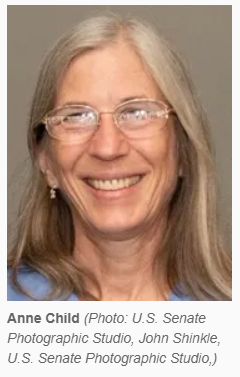 Anne Child (Photo: U.S. Senate
Photographic Studio, John Shinkle,
U.S. Senate Photographic Studio,)